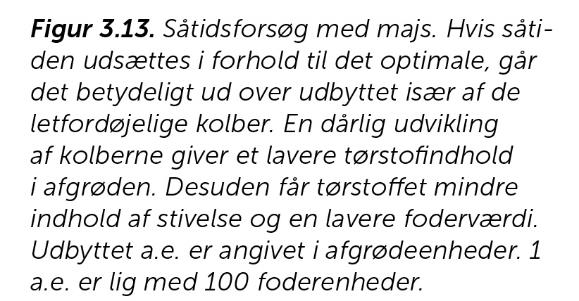 Figur 3.13. Såtidsforsøg med majs. Hvis såti-
den udsættes i forhold til det optimale, går
det betydeligt ud over udbyttet især af de
letfordøjelige kolber. En dårlig udvikling
af kolberne giver et lavere tørstofindhold
i afgrøden. Desuden får tørstoffet mindre
indhold af stivelse og en lavere foderværdi.
Udbyttet a.e. er angivet i afgrødeenheder. 1
a.e. er lig med 100 foderenheder.